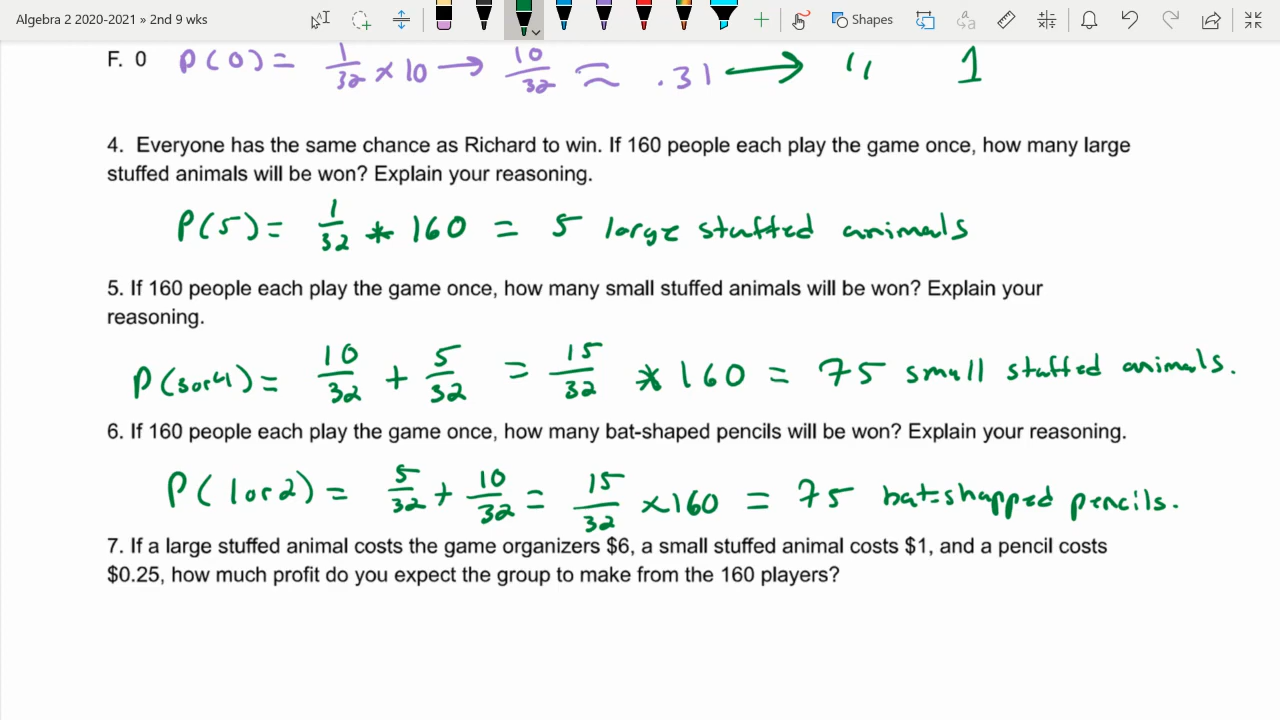 Algebra 2 2020-2021 » 2nd 9 wks
Shapes
F. 0 P(0) = 1/32 × 10 → 10/32 ≈ .31 ⟶ " 1
4. Everyone has the same chance as Richard to win. If 160 people each play the game once, how many large
stuffed animals will be won? Explain your reasoning.
P(5) = 1/32 * 160 = 5 large stuffed animals
5. If 160 people each play the game once, how many small stuffed animals will be won? Explain your
reasoning.
P(3or4) = 10/32 + 5/32 = 15/32 * 160 = 75 small stuffed animals.
6. If 160 people each play the game once, how many bat-shaped pencils will be won? Explain your reasoning.
P(1or2) = 5/32 + 10/32 = 15/32 ×160 = 75 bat-shapped pencils.
7. If a large stuffed animal costs the game organizers $6, a small stuffed animal costs $1, and a pencil costs
$0.25, how much profit do you expect the group to make from the 160 players?